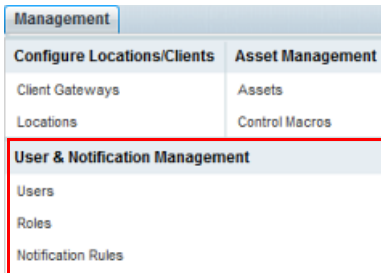 Management
Configure Locations/Clients Asset Management
Client Gateways Assets
Locations Control Macros
User & Notification Management
Users
Roles
Notification Rules